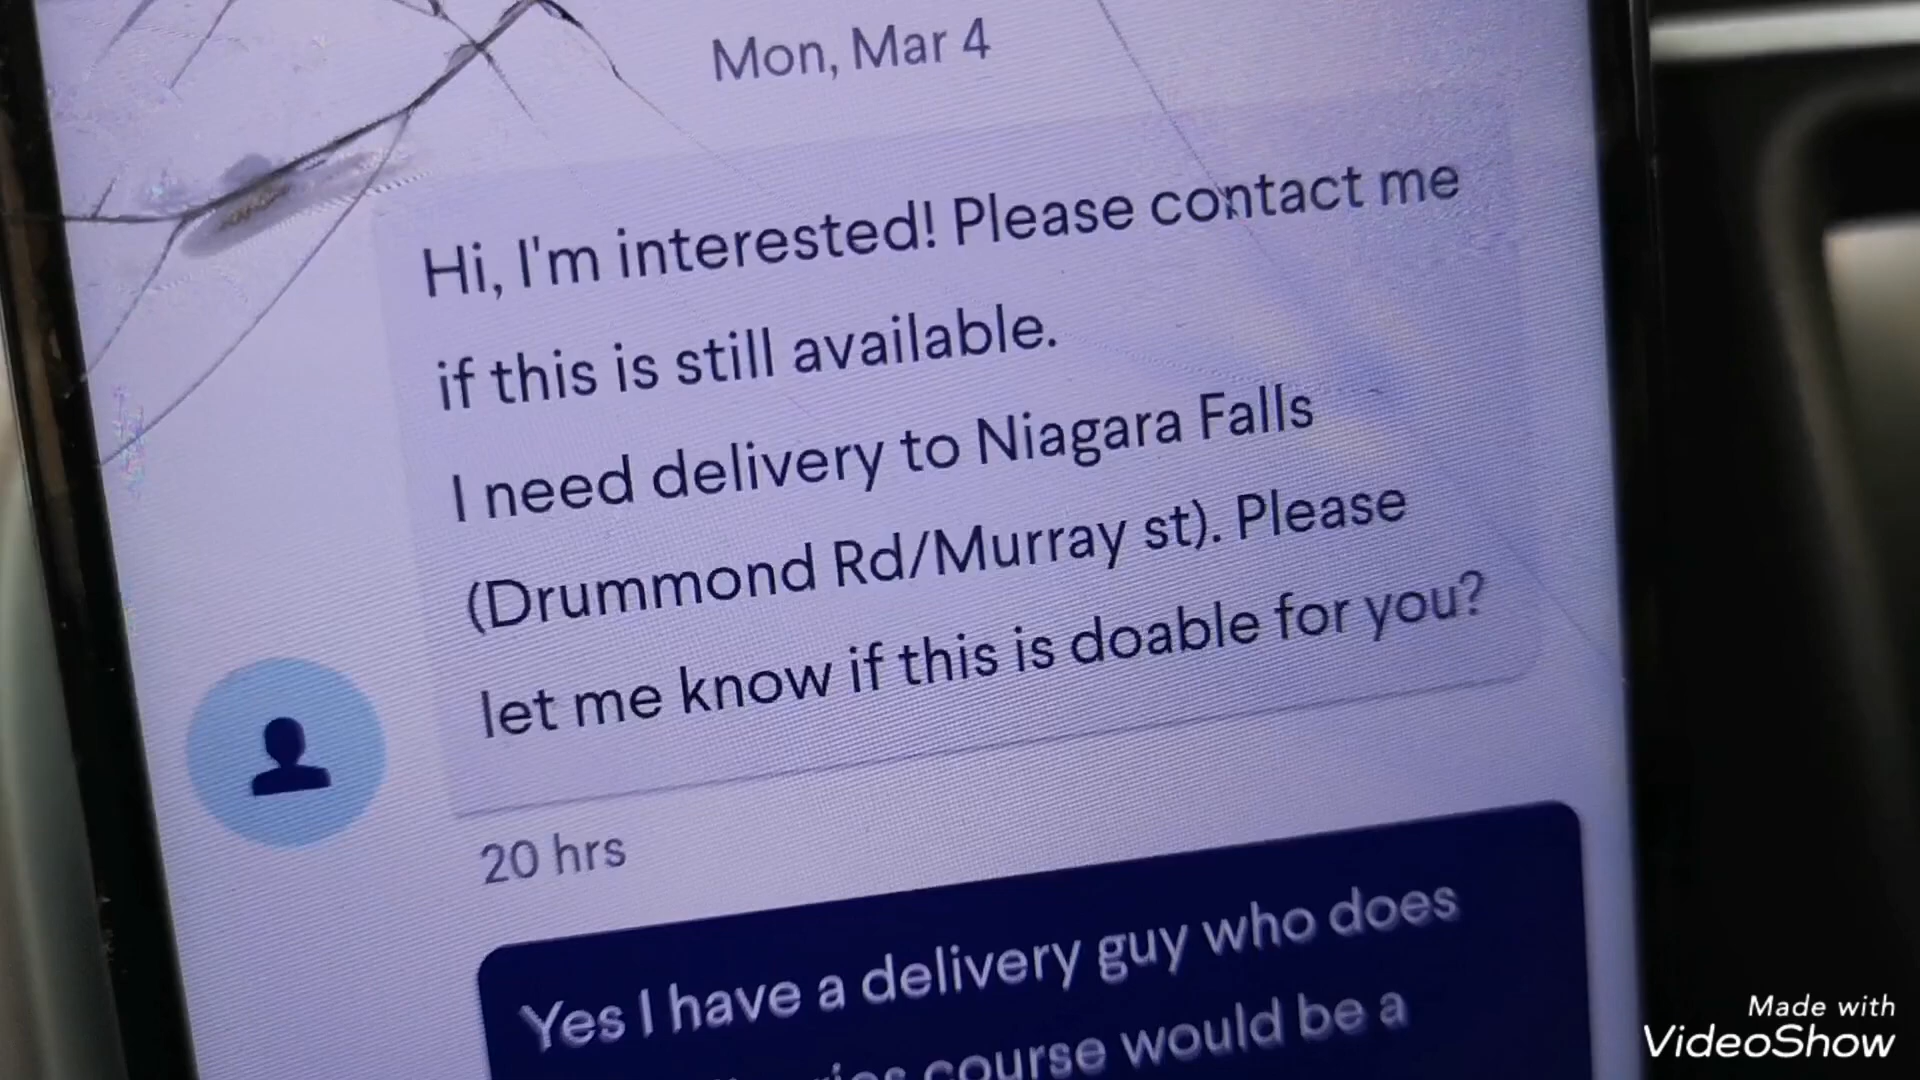 Mon, Mar 4
Hi, I'm interested! Please contact me
if this is still available.
I need delivery to Niagara Falls
(Drummond Rd/Murray st). Please
let me know if this is doable for you?
20 hrs
Yes I have a delivery guy who does
course would be a
Made with
VideoShow